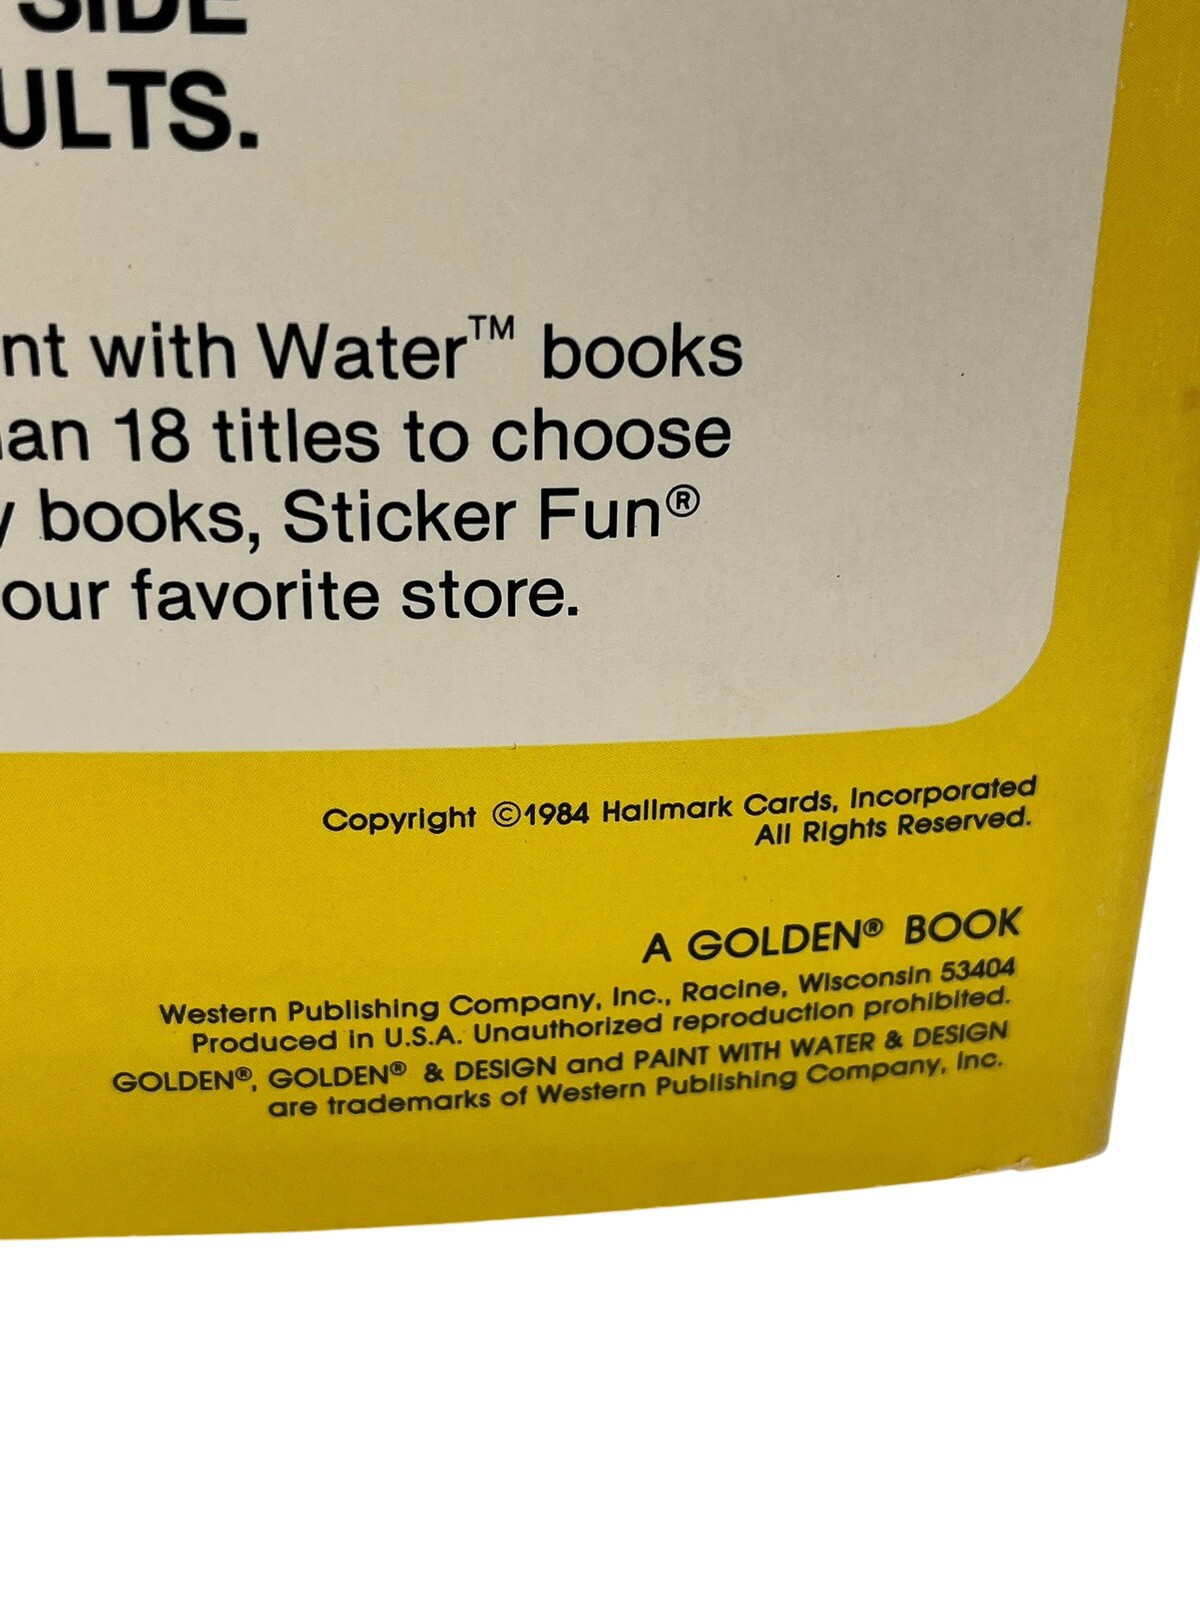 SIDE
ULTS.
nt with Water™ books
an 18 titles to choose
y books, Sticker Fun®
our favorite store.
Copyright ©1984 Hallmark Cards, Incorporated
All Rights Reserved.
A GOLDEN® BOOK
Western Publishing Company, Inc., Racine, Wisconsin 53404
Produced in U.S.A. Unauthorized reproduction prohibited.
GOLDEN®, GOLDEN® & DESIGN and PAINT WITH WATER & DESIGN
are trademarks of Western Publishing Company, Inc.